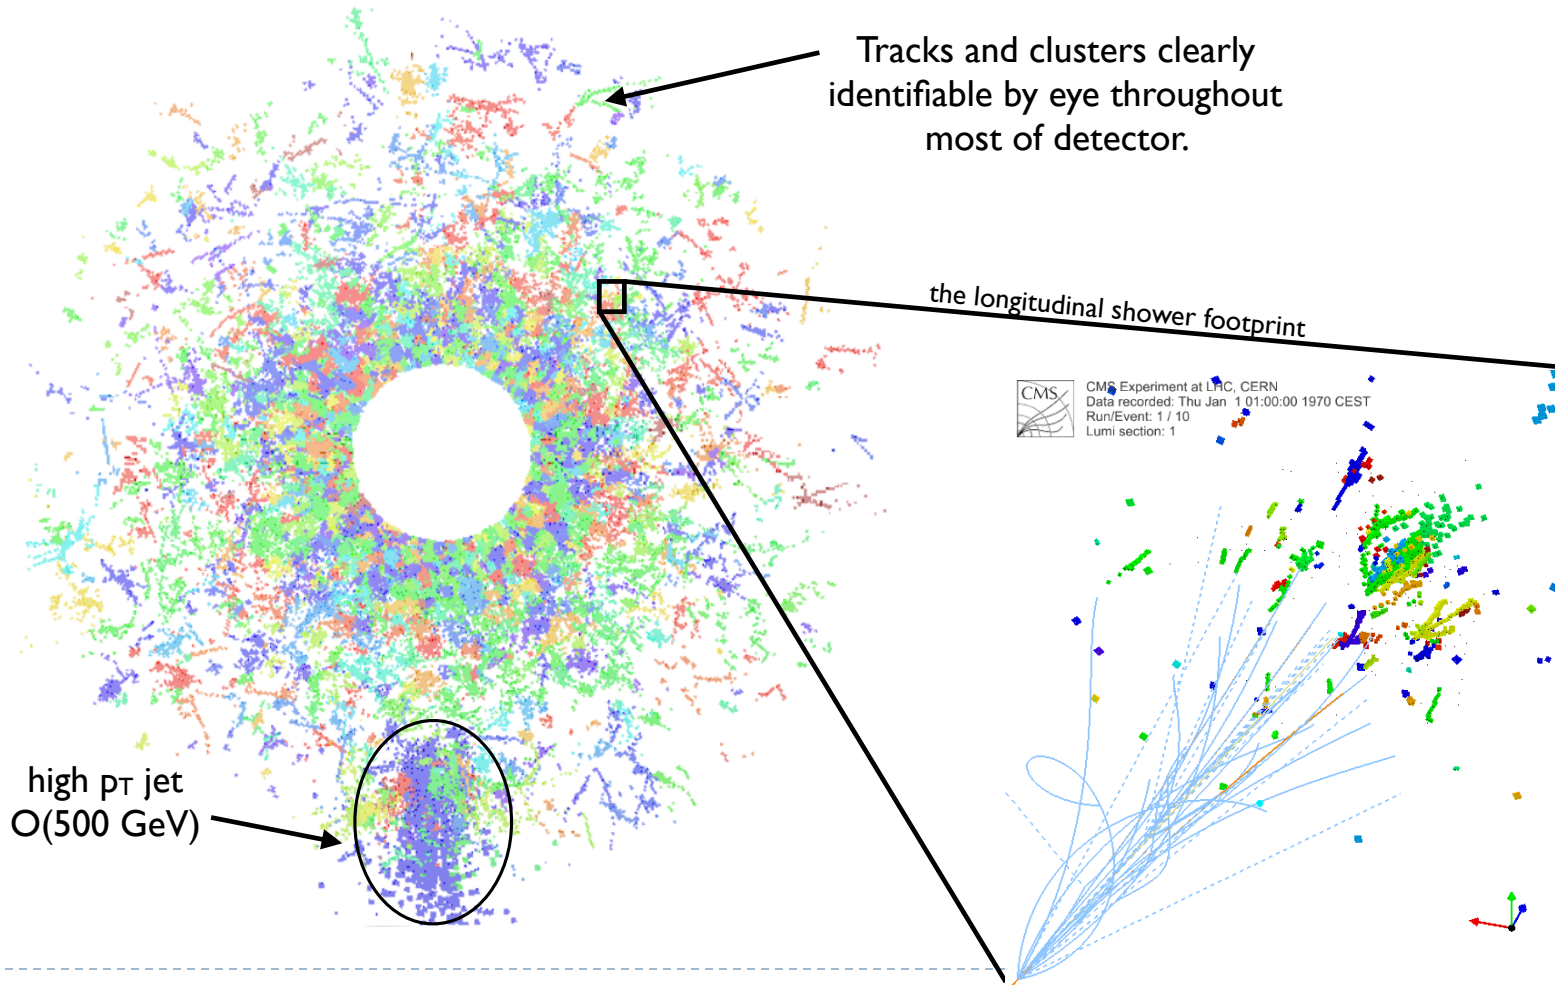 Tracks and clusters clearly
identifiable by eye throughout
most of detector.
the longitudinal shower footprint
CMS
CMS Experiment at LHC, CERN
Data recorded: Thu Jan 1 01:00:00 1970 CEST
Run/Event: 1 / 10
Lumi section: 1
high pT jet
O(500 GeV)